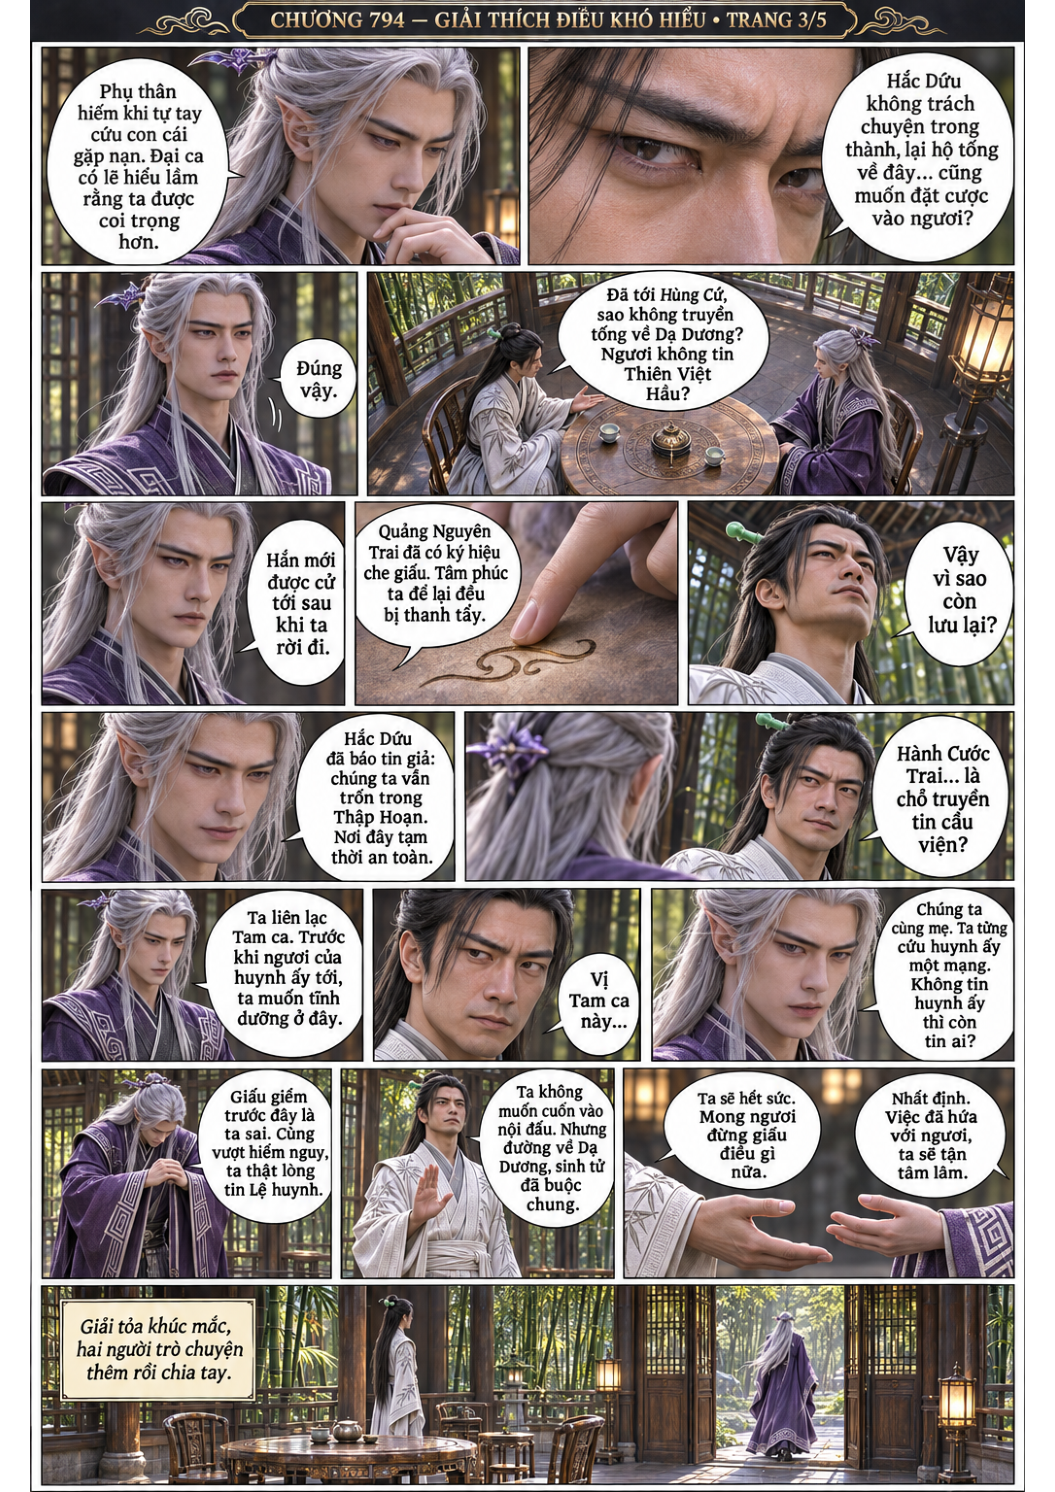 CHƯƠNG 794 — GIẢI THÍCH ĐIỀU KHÓ HIỂU • TRANG 3/5
Phụ thân
hiếm khi tự tay
cứu con cái
gặp nạn. Đại ca
có lẽ hiểu lầm
rằng ta được
coi trọng
hơn.
Hắc Dứu
không trách
chuyện trong
thành, lại hộ tống
về đây... cũng
muốn đặt cược
vào ngươi?
Đúng
vậy.
Đã tới Hùng Cứ,
sao không truyền
tống về Dạ Dương?
Ngươi không tin
Thiên Việt
Hầu?
Hắn mới
được cử
tới sau
khi ta
rời đi.
Quảng Nguyên
Trai đã có ký hiệu
che giấu. Tâm phúc
ta để lại đều
bị thanh tẩy.
Vậy
vì sao
còn
lưu lại?
Hắc Dứu
đã báo tin giả:
chúng ta vẫn
trốn trong
Thập Hoạn.
Nơi đây tạm
thời an toàn.
Hành Cước
Trai... là
chỗ truyền
tin cầu
viện?
Ta liên lạc
Tam ca. Trước
khi ngươi của
huynh ấy tới,
ta muốn tĩnh
dưỡng ở đây.
Vị
Tam ca
này...
Chúng ta
cùng mẹ. Ta từng
cứu huynh ấy
một mạng.
Không tin
huynh ấy
thì còn
tin ai?
Giấu giếm
trước đây là
ta sai. Cùng
vượt hiểm nguy,
ta thật lòng
tin Lệ huynh.
Ta không
muốn cuốn vào
nội đấu. Nhưng
đường về Dạ
Dương, sinh tử
đã buộc
chung.
Ta sẽ hết sức.
Mong ngươi
đừng giấu
điều gì
nữa.
Nhất định.
Việc đã hứa
với ngươi,
ta sẽ tận
tâm lâm.
Giải tỏa khúc mắc,
hai người trò chuyện
thêm rồi chia tay.